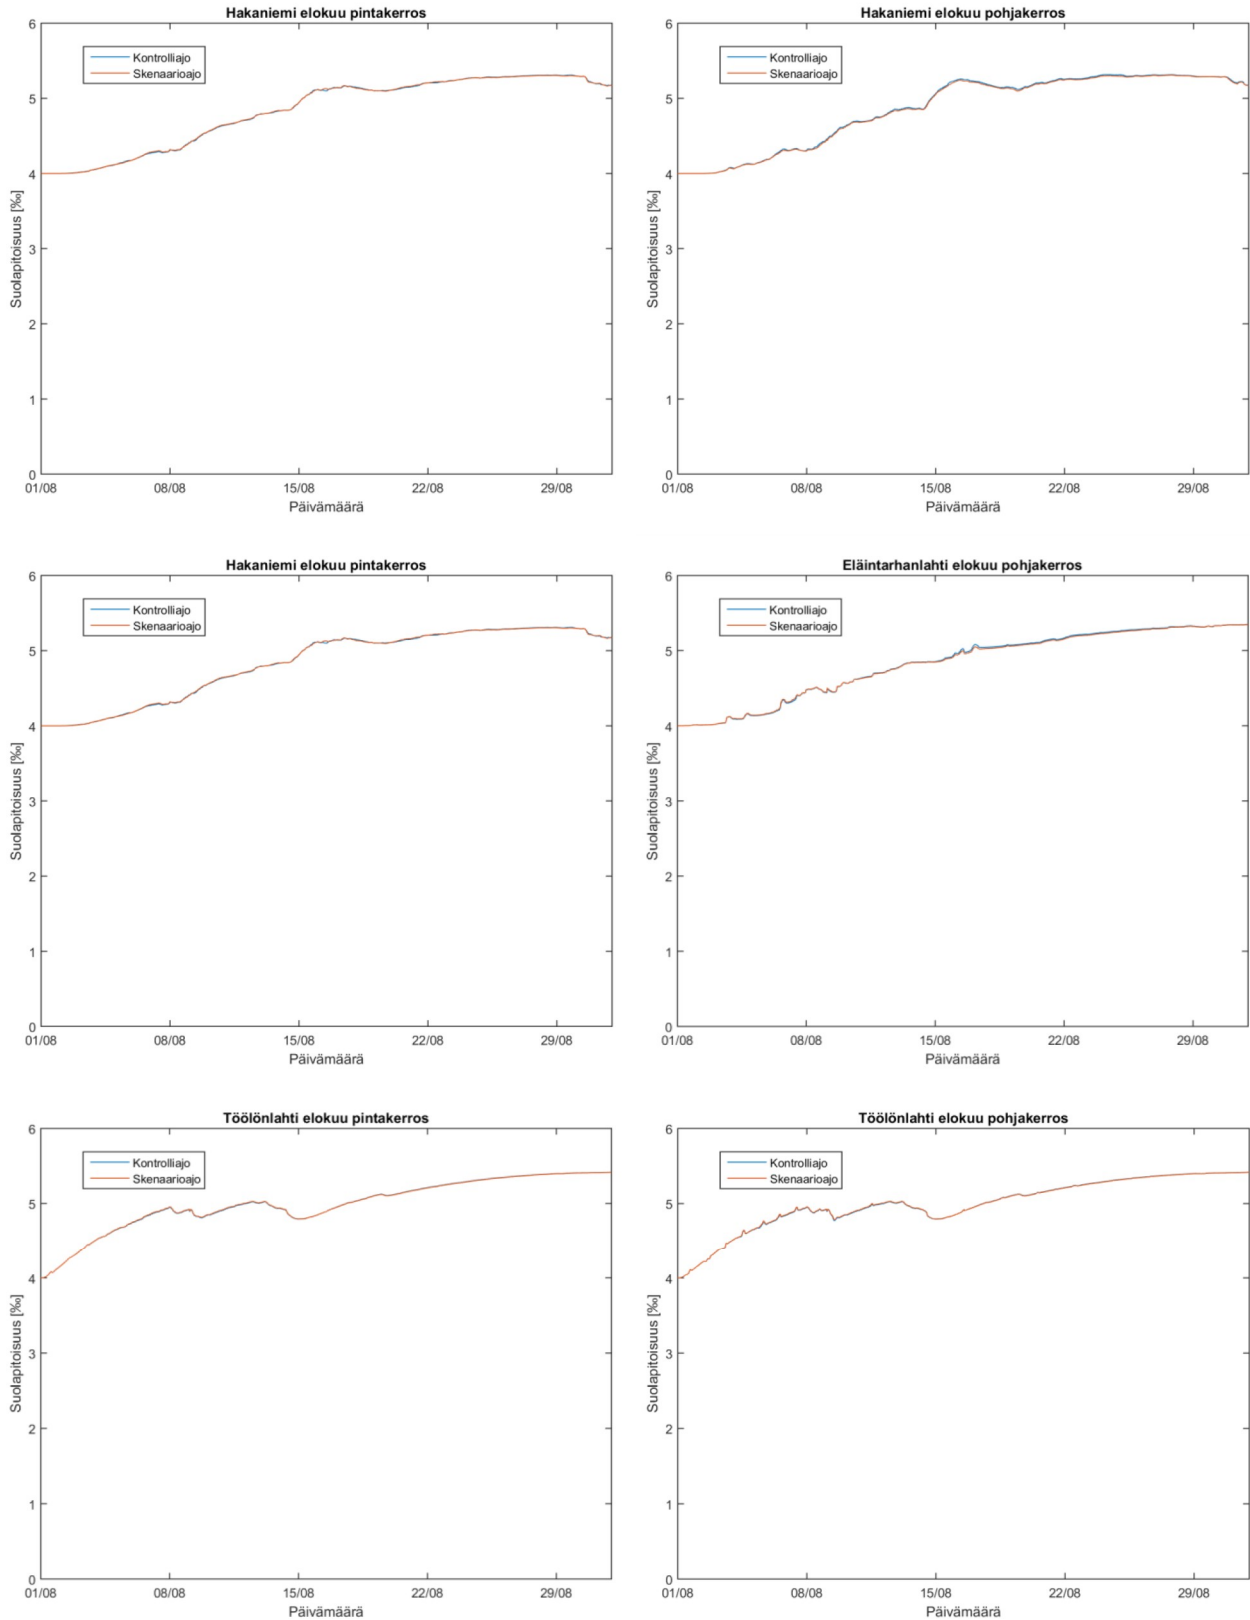 Hakaniemi elokuu pintakerros
6
5
4
3
2
1
0
Suolapitoisuus [‰]
Kontrolliajo
Skenaarioajo
01/08 08/08 15/08 22/08 29/08
Päivämäärä
Hakaniemi elokuu pohjakerros
6
5
4
3
2
1
0
Suolapitoisuus [‰]
Kontrolliajo
Skenaarioajo
01/08 08/08 15/08 22/08 29/08
Päivämäärä
Hakaniemi elokuu pintakerros
6
5
4
3
2
1
0
Suolapitoisuus [‰]
Kontrolliajo
Skenaarioajo
01/08 08/08 15/08 22/08 29/08
Päivämäärä
Eläintarhanlahti elokuu pohjakerros
6
5
4
3
2
1
0
Suolapitoisuus [‰]
Kontrolliajo
Skenaarioajo
01/08 08/08 15/08 22/08 29/08
Päivämäärä
Töölönlahti elokuu pintakerros
6
5
4
3
2
1
0
Suolapitoisuus [‰]
Kontrolliajo
Skenaarioajo
01/08 08/08 15/08 22/08 29/08
Päivämäärä
Töölönlahti elokuu pohjakerros
6
5
4
3
2
1
0
Suolapitoisuus [‰]
Kontrolliajo
Skenaarioajo
01/08 08/08 15/08 22/08 29/08
Päivämäärä